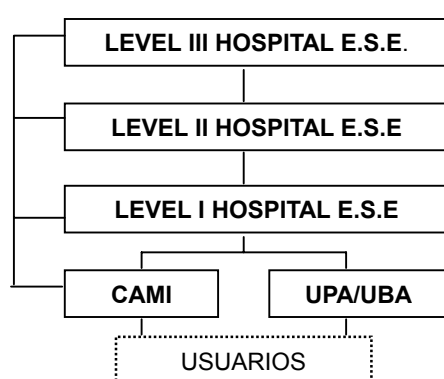 LEVEL III HOSPITAL E.S.E.
LEVEL II HOSPITAL E.S.E
LEVEL I HOSPITAL E.S.E
CAMI
UPA/UBA
USUARIOS